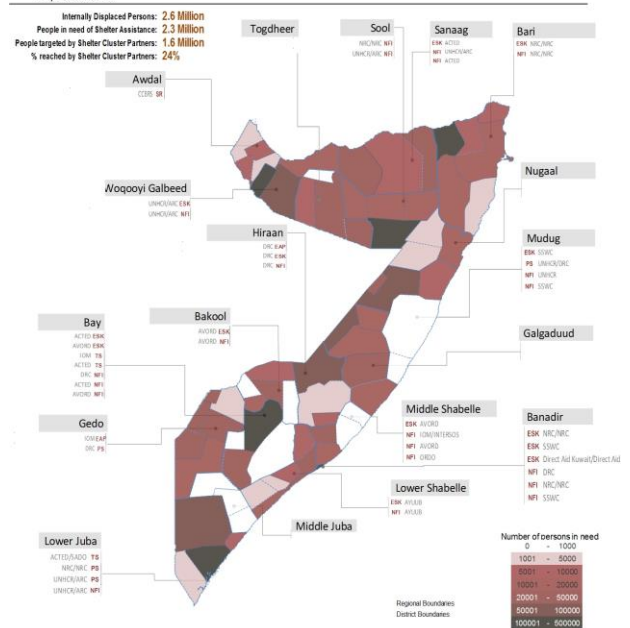 Internally Displaced Persons: 2.6 Million
People in need of Shelter Assistance: 2.3 Million
People targeted by Shelter Cluster Partners: 1.6 Million
% reached by Shelter Cluster Partners: 24%
Togdheer
Sool
NRC/NRC NFI
UNHCR/ARC NFI
Sanaag
ESK ACTED
NFI UNHCR/ARC
NFI ACTED
Bari
ESK NRC/NRC
NFI NRC/NRC
Awdal
CCBRS SR
Woqooyi Galbeed
UNHCR/ARC ESK
UNHCR/ARC NFI
Nugaal
Hiraan
DRC EAP
DRC ESK
DRC NFI
Mudug
ESK SSWC
PS UNHCR/DRC
NFI UNHCR
NFI SSWC
Bay
ACTED ESK
AVORD ESK
IOM TS
ACTED TS
DRC NFI
ACTED NFI
AVORD NFI
Bakool
AVORD ESK
AVORD NFI
Galgaduud
Gedo
IOM EAP
DRC PS
Middle Shabelle
ESK AVORD
NFI IOM/INTERSOS
NFI AVORD
NFI ORDO
Banadir
ESK NRC/NRC
ESK SSWC
ESK Direct Aid Kuwait/Direct Aid
NFI DRC
NFI NRC/NRC
NFI SSWC
Lower Shabelle
ESK AYUUB
NFI AYUUB
Middle Juba
Lower Juba
ACTED/SADO TS
NRC/NRC PS
UNHCR/ARC PS
UNHCR/ARC NFI
Number of persons in need
0 - 1000
1001 - 5000
5001 - 10000
10001 - 20000
20001 - 50000
50001 100000
100001 - 500000
Regional Boundaries
District Boundaries